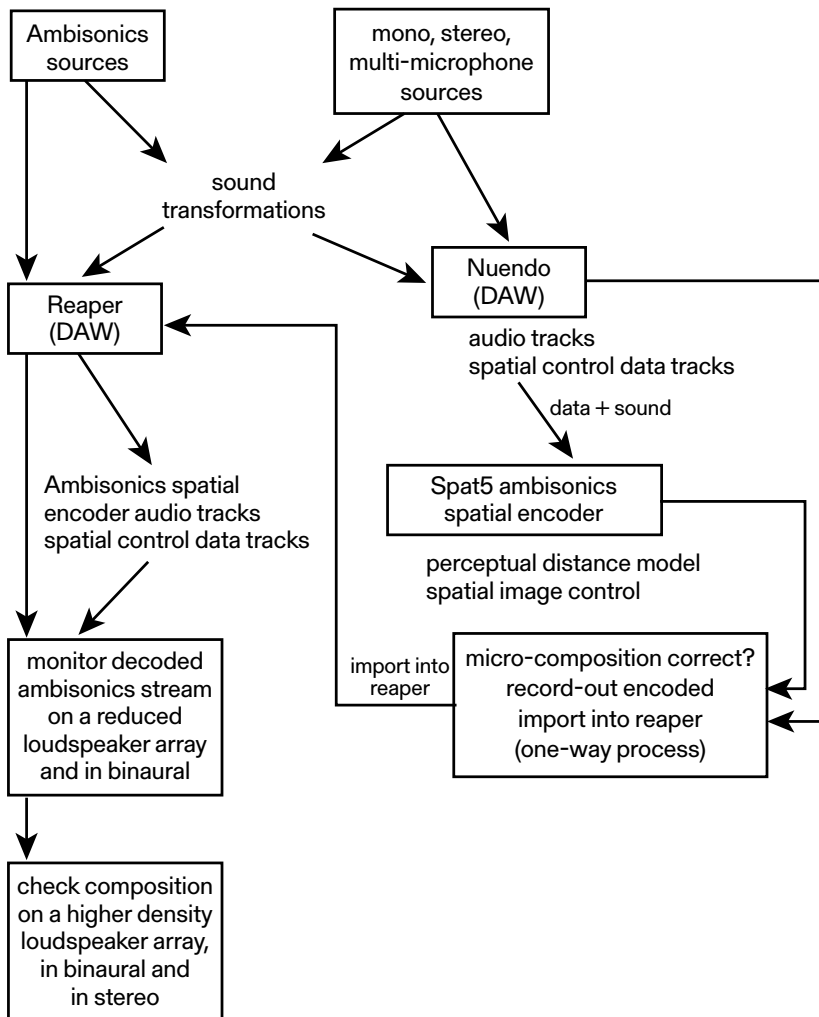 Ambisonics
sources
mono, stereo,
multi-microphone
sources
sound
transformations
Reaper
(DAW)
Nuendo
(DAW)
audio tracks
spatial control data tracks
data + sound
Spat5 ambisonics
spatial encoder
Ambisonics spatial
encoder audio tracks
spatial control data tracks
perceptual distance model
spatial image control
monitor decoded
ambisonics stream
on a reduced
loudspeaker array
and in binaural
import into
reaper
micro-composition correct?
record-out encoded
import into reaper
(one-way process)
check composition
on a higher density
loudspeaker array,
in binaural and
in stereo